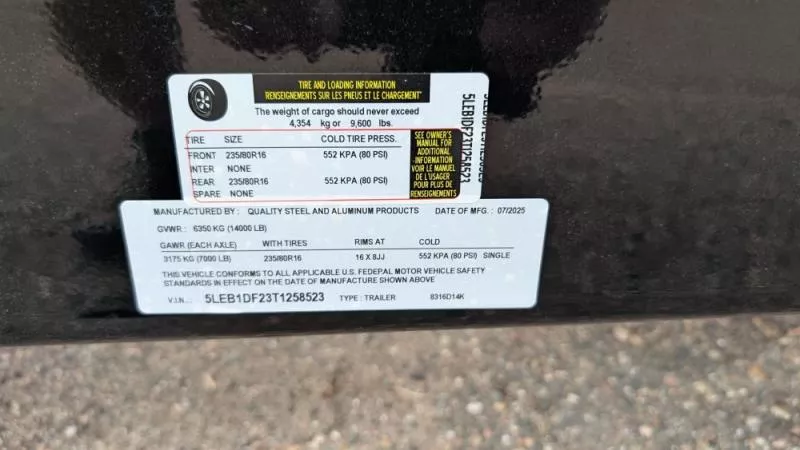 TIRE AND LOADING INFORMATION
RENSEIGNEMENTS SUR LES PNEUS ET LE CHARGEMENT
The weight of cargo should never exceed
4,354 kg or 9,600 lbs.
TIRE SIZE COLD TIRE PRESS.
FRONT 235/80R16 552 KPA (80 PSI)
INTER NONE
REAR 235/80R16 552 KPA (80 PSI)
SPARE NONE
SEE OWNER'S
MANUAL FOR
ADDITIONAL
INFORMATION
VOIR LE MANUEL
DE L'USAGER
POUR PLUS DE
RENSEIGNEMENTS
5LEB1DF23T1258523
MANUFACTURED BY: QUALITY STEEL AND ALUMINUM PRODUCTS DATE OF MFG.: 07/2025
GVWR: 6350 KG (14000 LB)
GAWR (EACH AXLE) WITH TIRES RIMS AT COLD
3175 KG (7000 LB) 235/80R16 16 X 8JJ 552 KPA (80 PSI) SINGLE
THIS VEHICLE CONFORMS TO ALL APPLICABLE U.S. FEDEPAL MOTOR VEHICLE SAFETY
STANDARDS IN EFFECT ON THE DATE OF MANUFACTURE SHOWN ABOVE
V.I.N.: 5LEB1DF23T1258523 TYPE: TRAILER 8316D14K